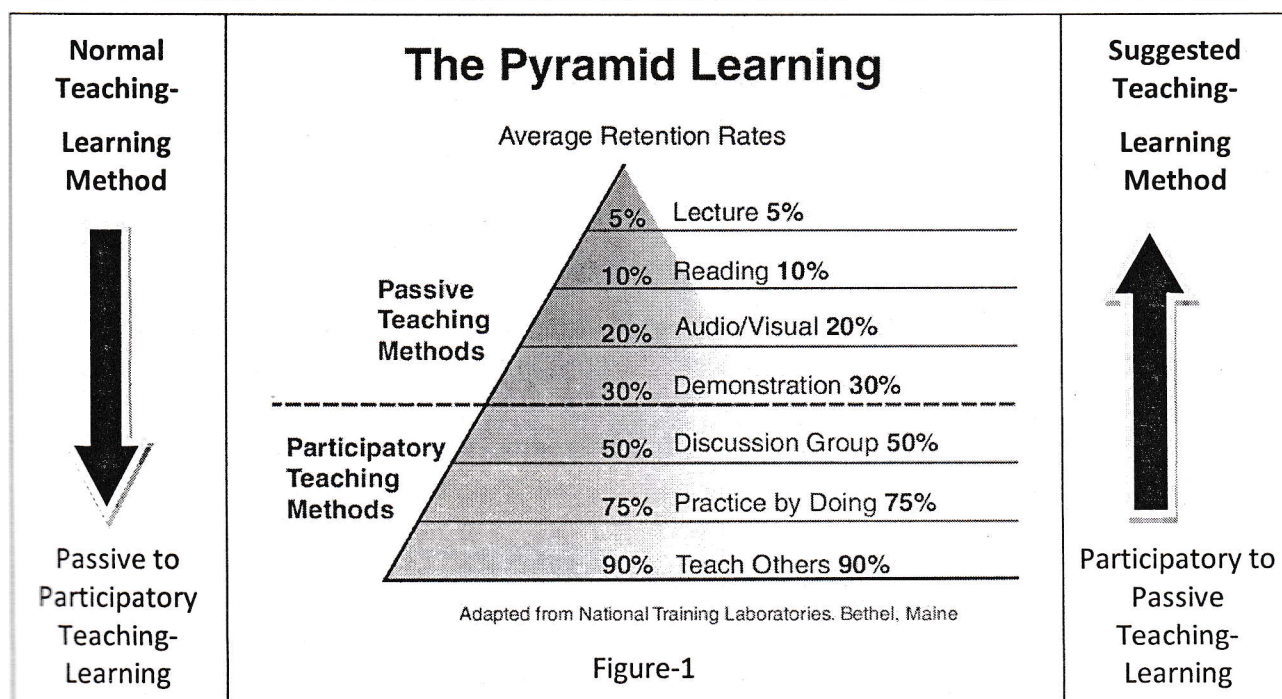 Normal
Teaching-
Learning
Method
Passive to
Participatory
Teaching-
Learning
The Pyramid Learning
Average Retention Rates
5% Lecture 5%
10% Reading 10%
20% Audio/Visual 20%
30% Demonstration 30%
50% Discussion Group 50%
75% Practice by Doing 75%
90% Teach Others 90%
Passive
Teaching
Methods
Participatory
Teaching
Methods
Adapted from National Training Laboratories. Bethel, Maine
Figure-1
Suggested
Teaching-
Learning
Method
Participatory to
Passive
Teaching-
Learning